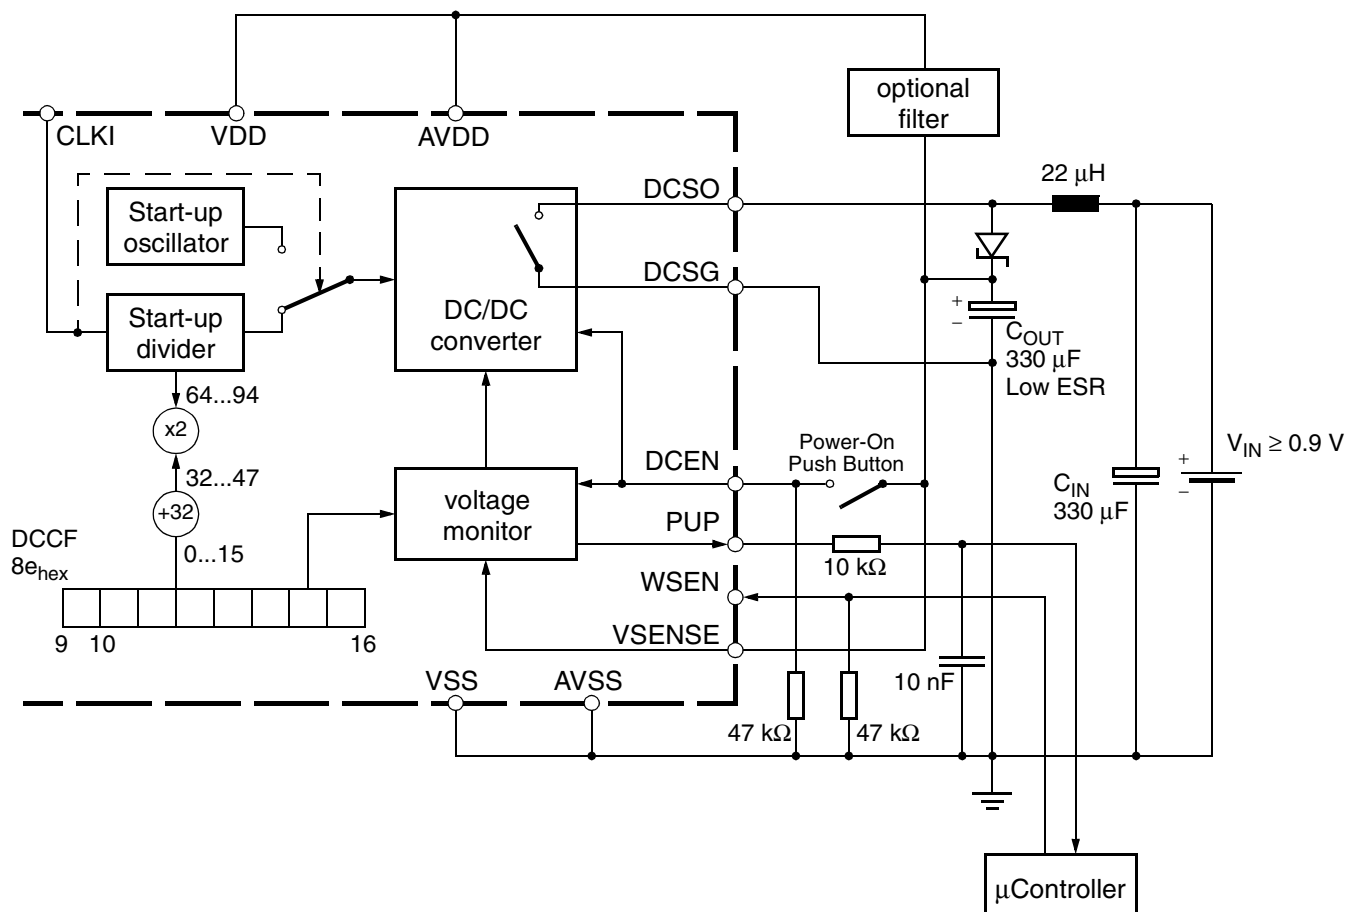 optional
filter
CLKI
VDD
AVDD
22 μH
DCSO
Start-up
oscillator
DCSG
+
−
Start-up
divider
DC/DC
converter
C_OUT
330 μF
Low ESR
64...94
x2
Power-On
Push Button
DCEN
V_IN ≥ 0.9 V
+
−
32...47
+32
voltage
monitor
C_IN
330 μF
PUP
DCCF
8e_hex
0...15
10 kΩ
WSEN
VSENSE
9 10 16
VSS
AVSS
10 nF
47 kΩ
47 kΩ
μController